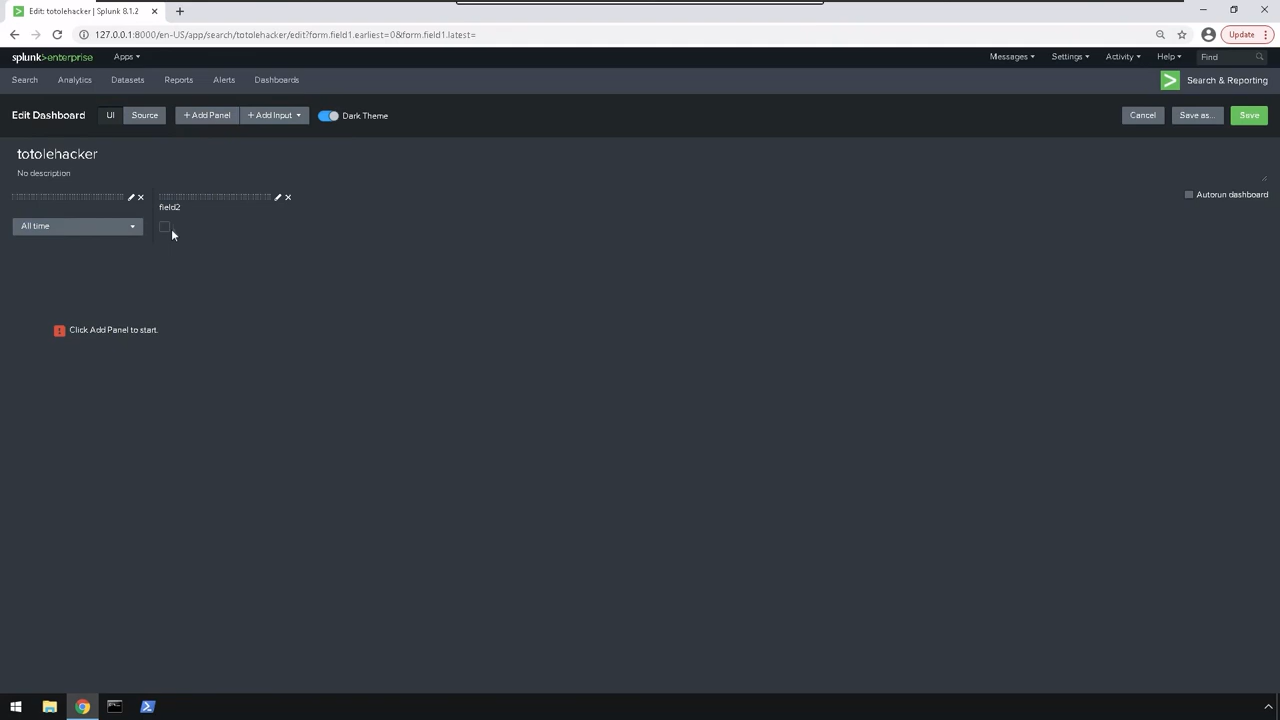 Edit: totolehacker | Splunk 8.1.2
127.0.0.1:8000/en-US/app/search/totolehacker/edit?form.field1.earliest=0&form.field1.latest=
Update
splunk>enterprise Apps Messages Settings Activity Help Find
Search Analytics Datasets Reports Alerts Dashboards Search & Reporting
Edit Dashboard UI Source + Add Panel + Add Input Dark Theme Cancel Save as... Save
totolehacker
No description
Autorun dashboard
field2
All time
Click Add Panel to start.